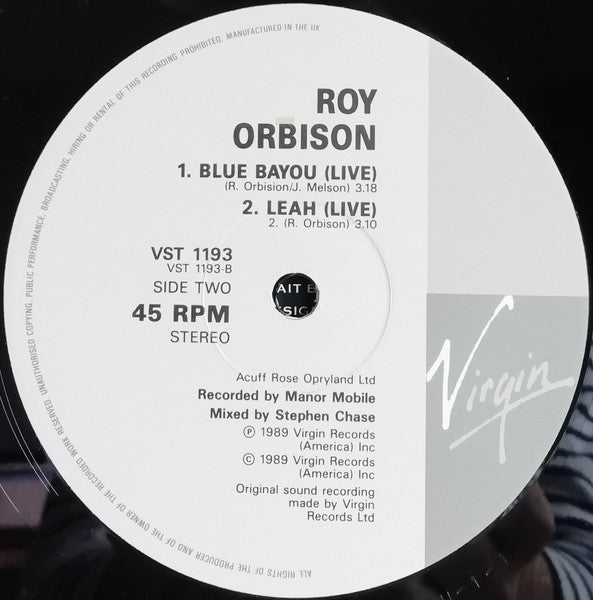 ALL RIGHTS OF THE PRODUCER AND OF THE OWNER OF THE RECORDED WORK RESERVED. UNAUTHORISED COPYING, PUBLIC PERFORMANCE, BROADCASTING, HIRING OR RENTAL OF THIS RECORDING PROHIBITED. MANUFACTURED IN THE UK
ROY
ORBISON
1. BLUE BAYOU (LIVE)
(R. Orbision/J. Melson) 3.18
2. LEAH (LIVE)
2. (R. Orbison) 3.10
VST 1193
VST 1193-B
SIDE TWO
45 RPM
STEREO
AIT
SIG
Virgin
Acuff Rose Opryland Ltd
Recorded by Manor Mobile
Mixed by Stephen Chase
℗ 1989 Virgin Records
(America) Inc
© 1989 Virgin Records
(America) Inc
Original sound recording
made by Virgin
Records Ltd